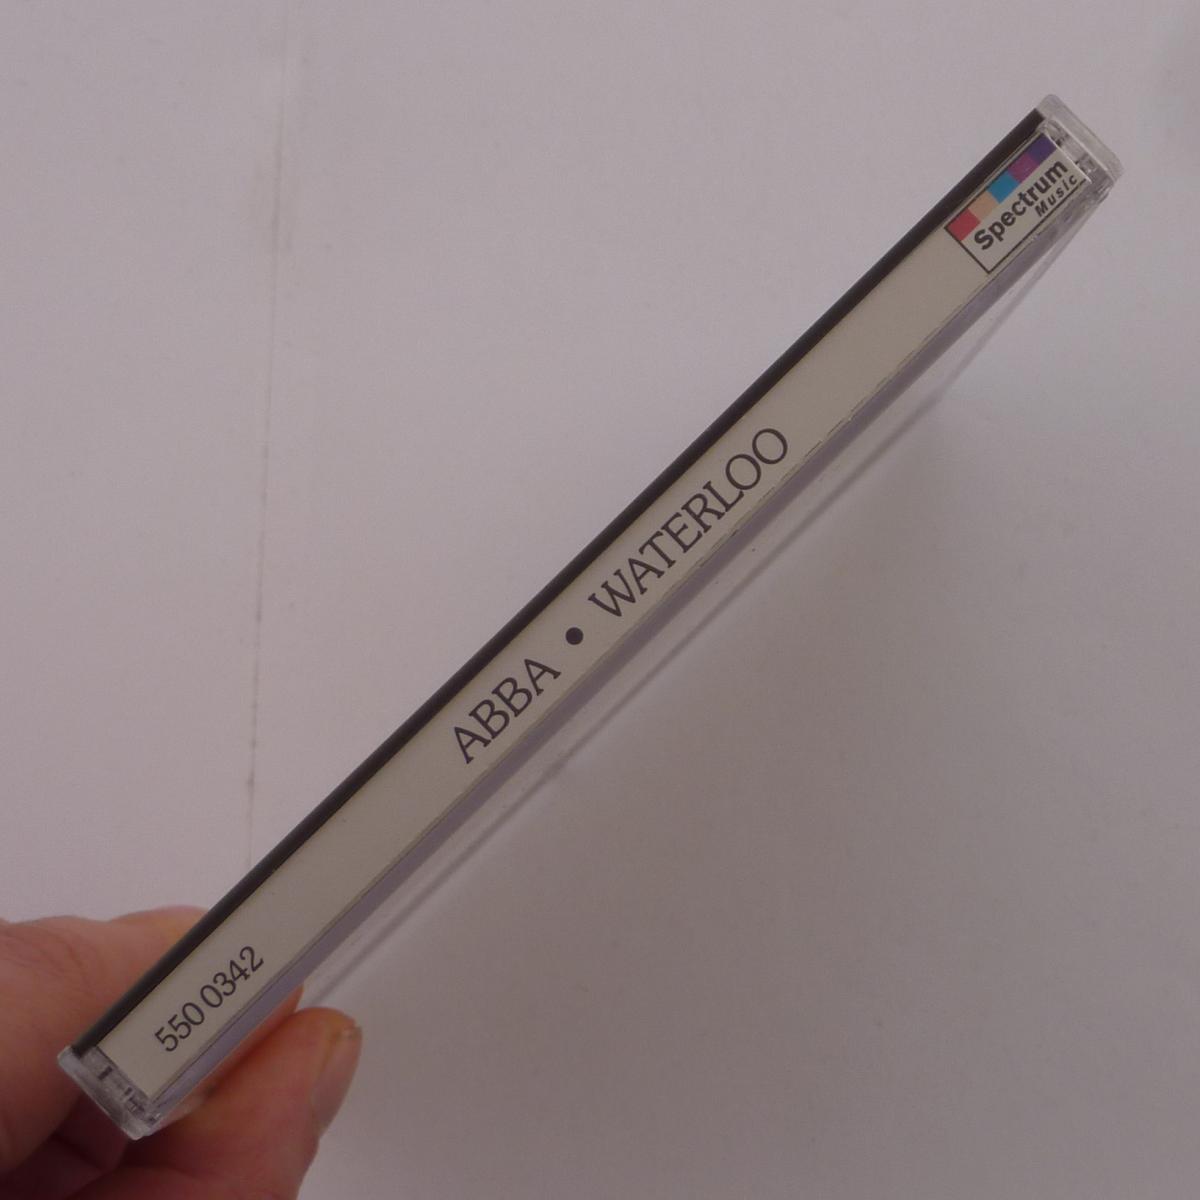 550 0342
ABBA • WATERLOO
Spectrum
Music